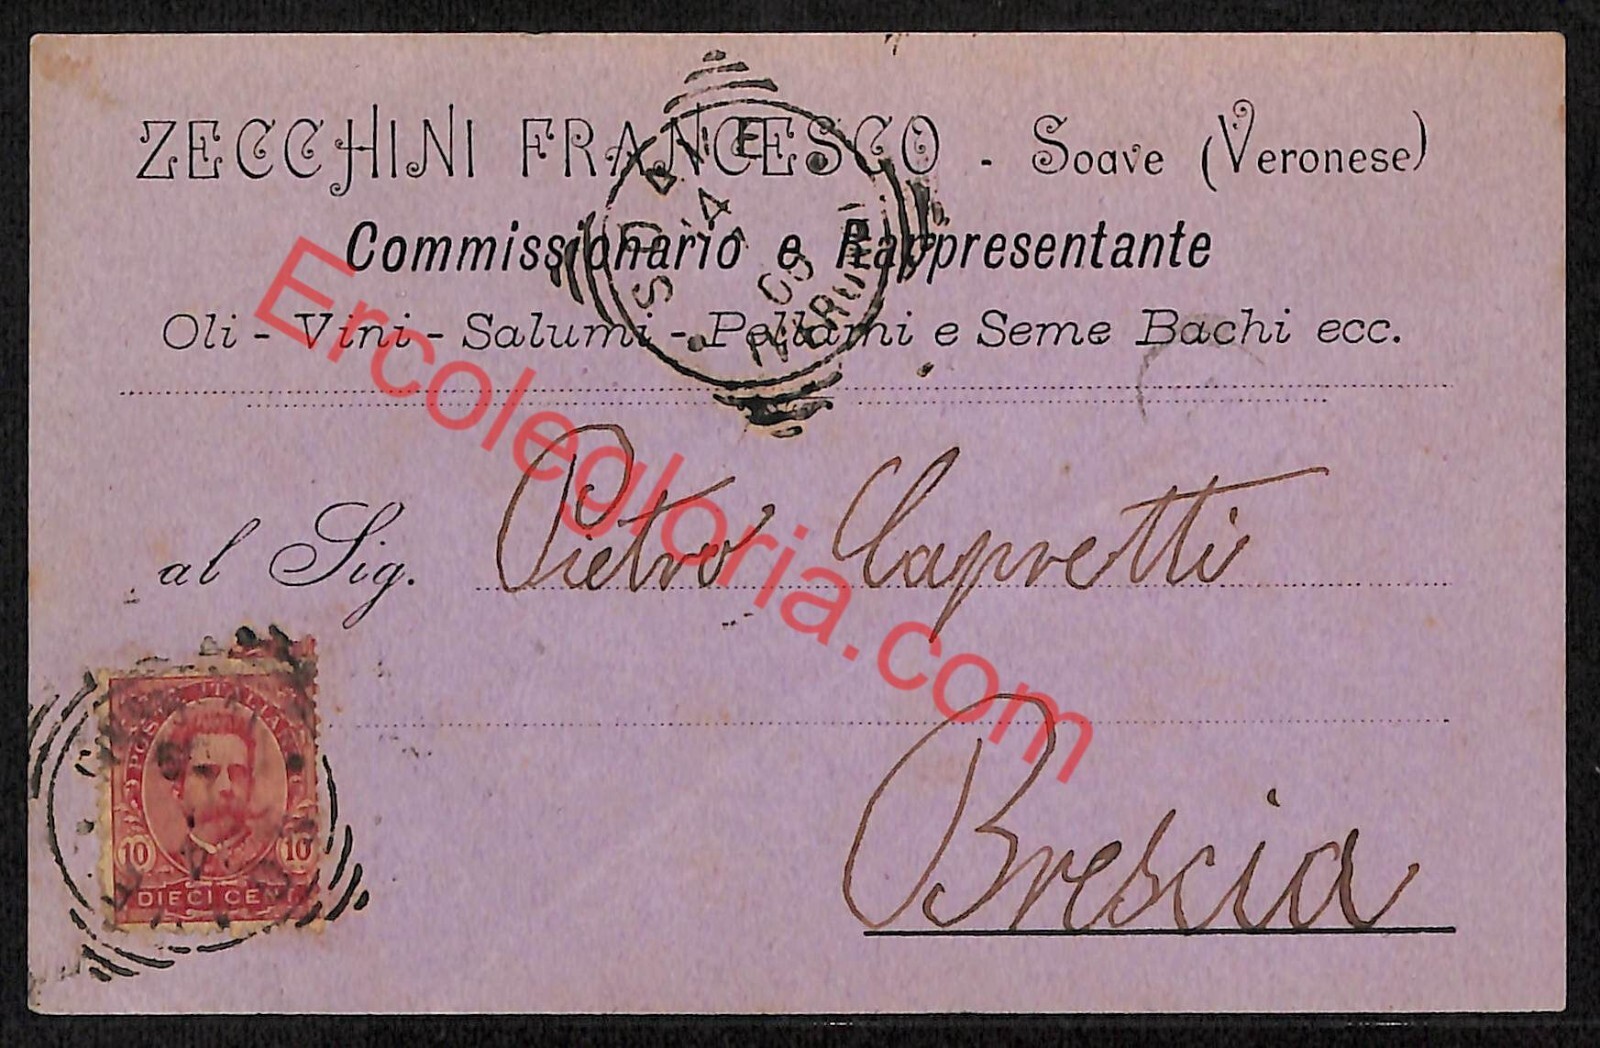 ZECCHINI FRANCESCO - Soave (Veronese)
Commissionario e Rappresentante
Oli - Vini - Salumi - Pellami e Seme Bachi ecc.
al Sig. Pietro Capretti
Brescia
POSTE ITALIANE
10 10
DIECI CENT
Ercolegloria.com